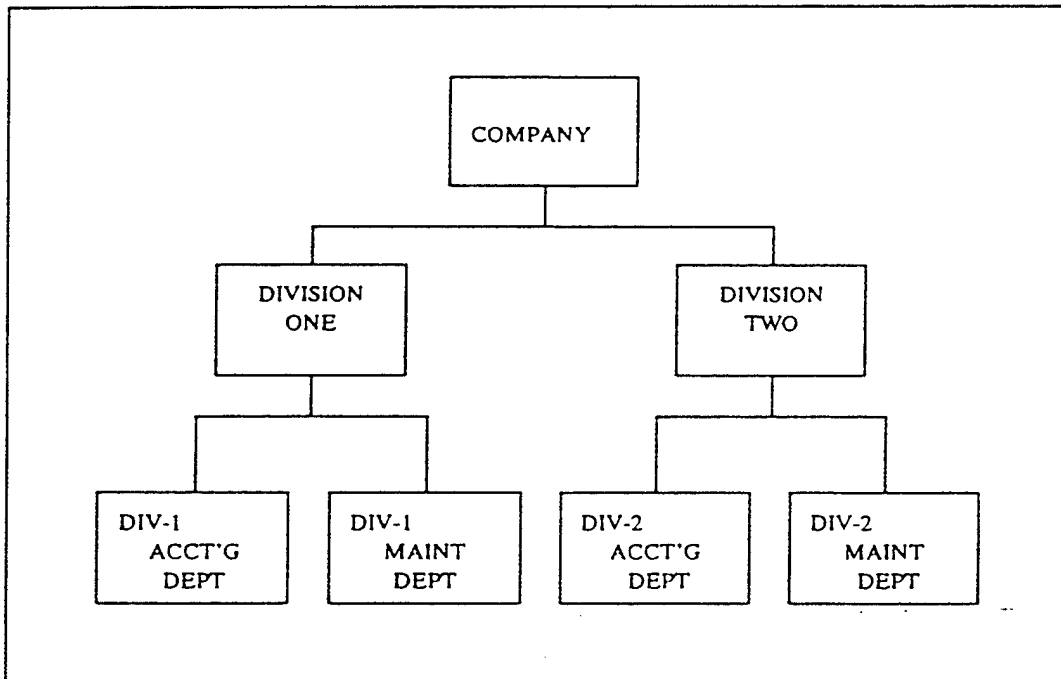 COMPANY
DIVISION
ONE
DIVISION
TWO
DIV-1
ACCT'G
DEPT
DIV-1
MAINT
DEPT
DIV-2
ACCT'G
DEPT
DIV-2
MAINT
DEPT